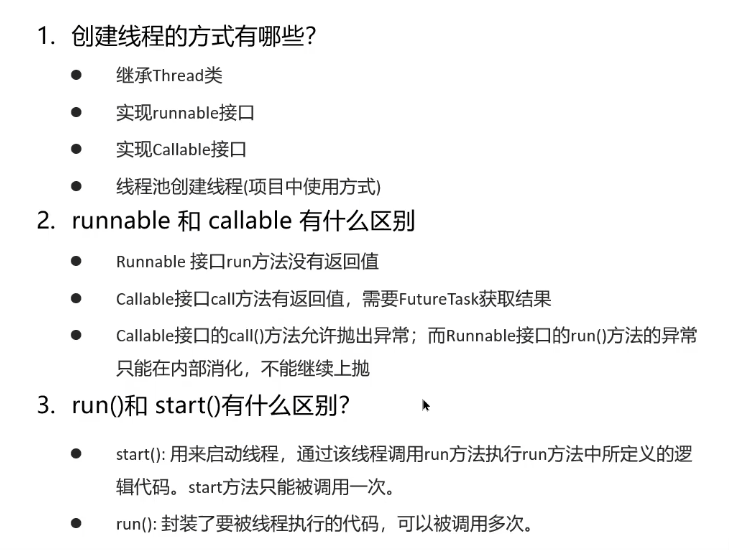 1. 创建线程的方式有哪些?
● 继承Thread类
● 实现runnable接口
● 实现Callable接口
● 线程池创建线程(项目中使用方式)
2. runnable 和 callable 有什么区别
● Runnable 接口run方法没有返回值
● Callable接口call方法有返回值，需要FutureTask获取结果
● Callable接口的call()方法允许抛出异常；而Runnable接口的run()方法的异常
只能在内部消化，不能继续上抛
3. run()和 start()有什么区别？
● start(): 用来启动线程，通过该线程调用run方法执行run方法中所定义的逻
辑代码。start方法只能被调用一次。
● run(): 封装了要被线程执行的代码，可以被调用多次。